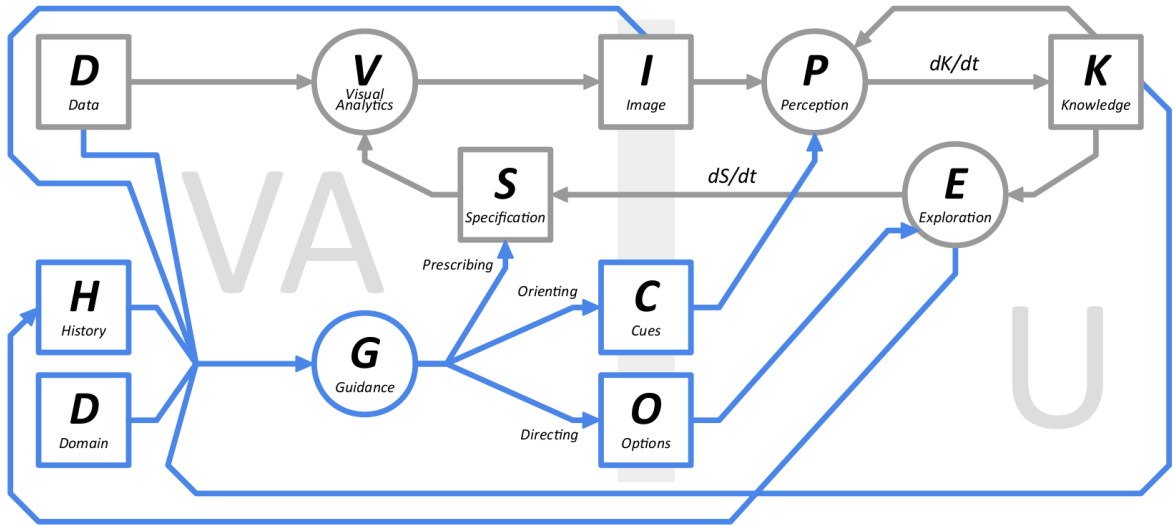 D
Data
V
Visual
Analytics
I
Image
P
Perception
dK/dt
K
Knowledge
VA
S
Specification
dS/dt
E
Exploration
Prescribing
H
History
Orienting
C
Cues
U
G
Guidance
D
Domain
Directing
O
Options